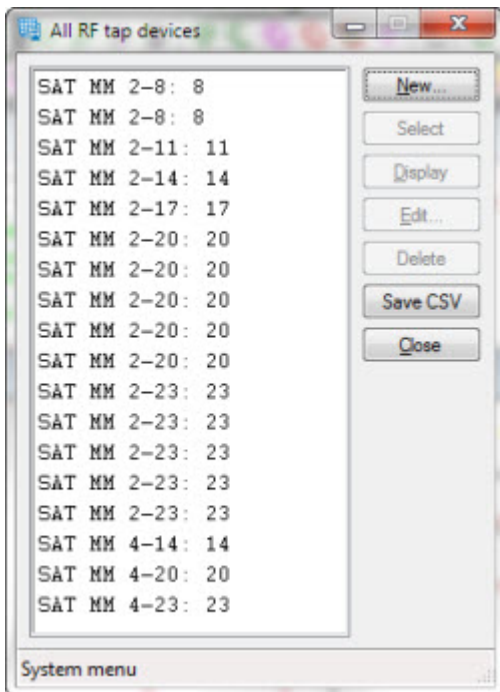 All RF tap devices
SAT MM 2-8: 8
SAT MM 2-8: 8
SAT MM 2-11: 11
SAT MM 2-14: 14
SAT MM 2-17: 17
SAT MM 2-20: 20
SAT MM 2-20: 20
SAT MM 2-20: 20
SAT MM 2-20: 20
SAT MM 2-20: 20
SAT MM 2-23: 23
SAT MM 2-23: 23
SAT MM 2-23: 23
SAT MM 2-23: 23
SAT MM 2-23: 23
SAT MM 4-14: 14
SAT MM 4-20: 20
SAT MM 4-23: 23
New...
Select
Display
Edit...
Delete
Save CSV
Close
System menu